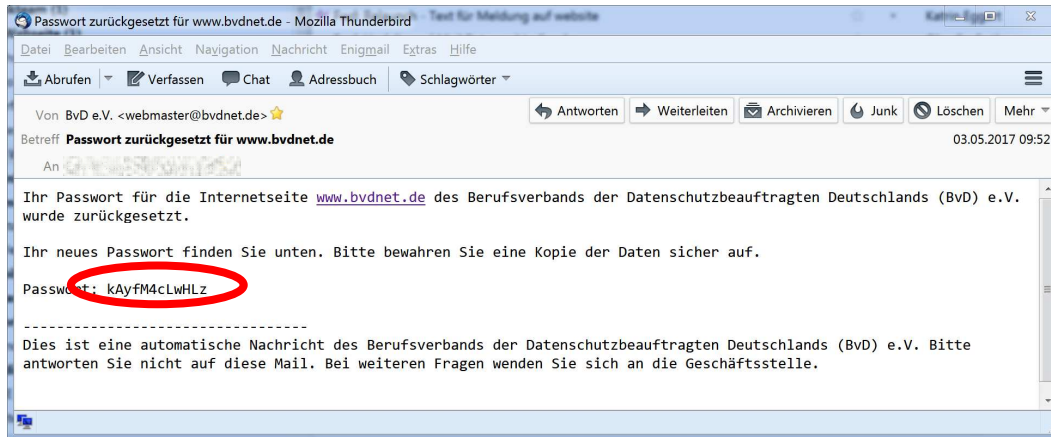 Passwort zurückgesetzt für www.bvdnet.de - Mozilla Thunderbird
Text für Meldung auf website
Datei Bearbeiten Ansicht Navigation Nachricht Enigmail Extras Hilfe
Abrufen Verfassen Chat Adressbuch Schlagwörter
Von BvD e.V. <webmaster@bvdnet.de> Antworten Weiterleiten Archivieren Junk Löschen Mehr
Betreff Passwort zurückgesetzt für www.bvdnet.de 03.05.2017 09:52
An
Ihr Passwort für die Internetseite www.bvdnet.de des Berufsverbands der Datenschutzbeauftragten Deutschlands (BvD) e.V.
wurde zurückgesetzt.
Ihr neues Passwort finden Sie unten. Bitte bewahren Sie eine Kopie der Daten sicher auf.
Passwort: kAyfM4cLwHLz
----------------------------------
Dies ist eine automatische Nachricht des Berufsverbands der Datenschutzbeauftragten Deutschlands (BvD) e.V. Bitte
antworten Sie nicht auf diese Mail. Bei weiteren Fragen wenden Sie sich an die Geschäftsstelle.